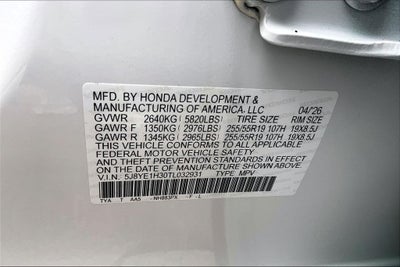 MFD. BY HONDA DEVELOPMENT &
MANUFACTURING OF AMERICA, LLC 04/26
GVWR 2640KG ( 5820LBS) TIRE SIZE RIM SIZE
GAWR F 1350KG ( 2976LBS) 255/55R19 107H 19X8.5J
GAWR R 1345KG ( 2965LBS) 255/55R19 107H 19X8.5J
THIS VEHICLE CONFORMS TO ALL APPLICABLE
FEDERAL MOTOR VEHICLE SAFETY, BUMPER,
AND THEFT PREVENTION STANDARDS IN EFFECT
ON THE DATE OF MANUFACTURE SHOWN ABOVE.
V.I.N. 5J8YE1H30TL032931 TYPE MPV
TYA T AA5 NH883PX F L